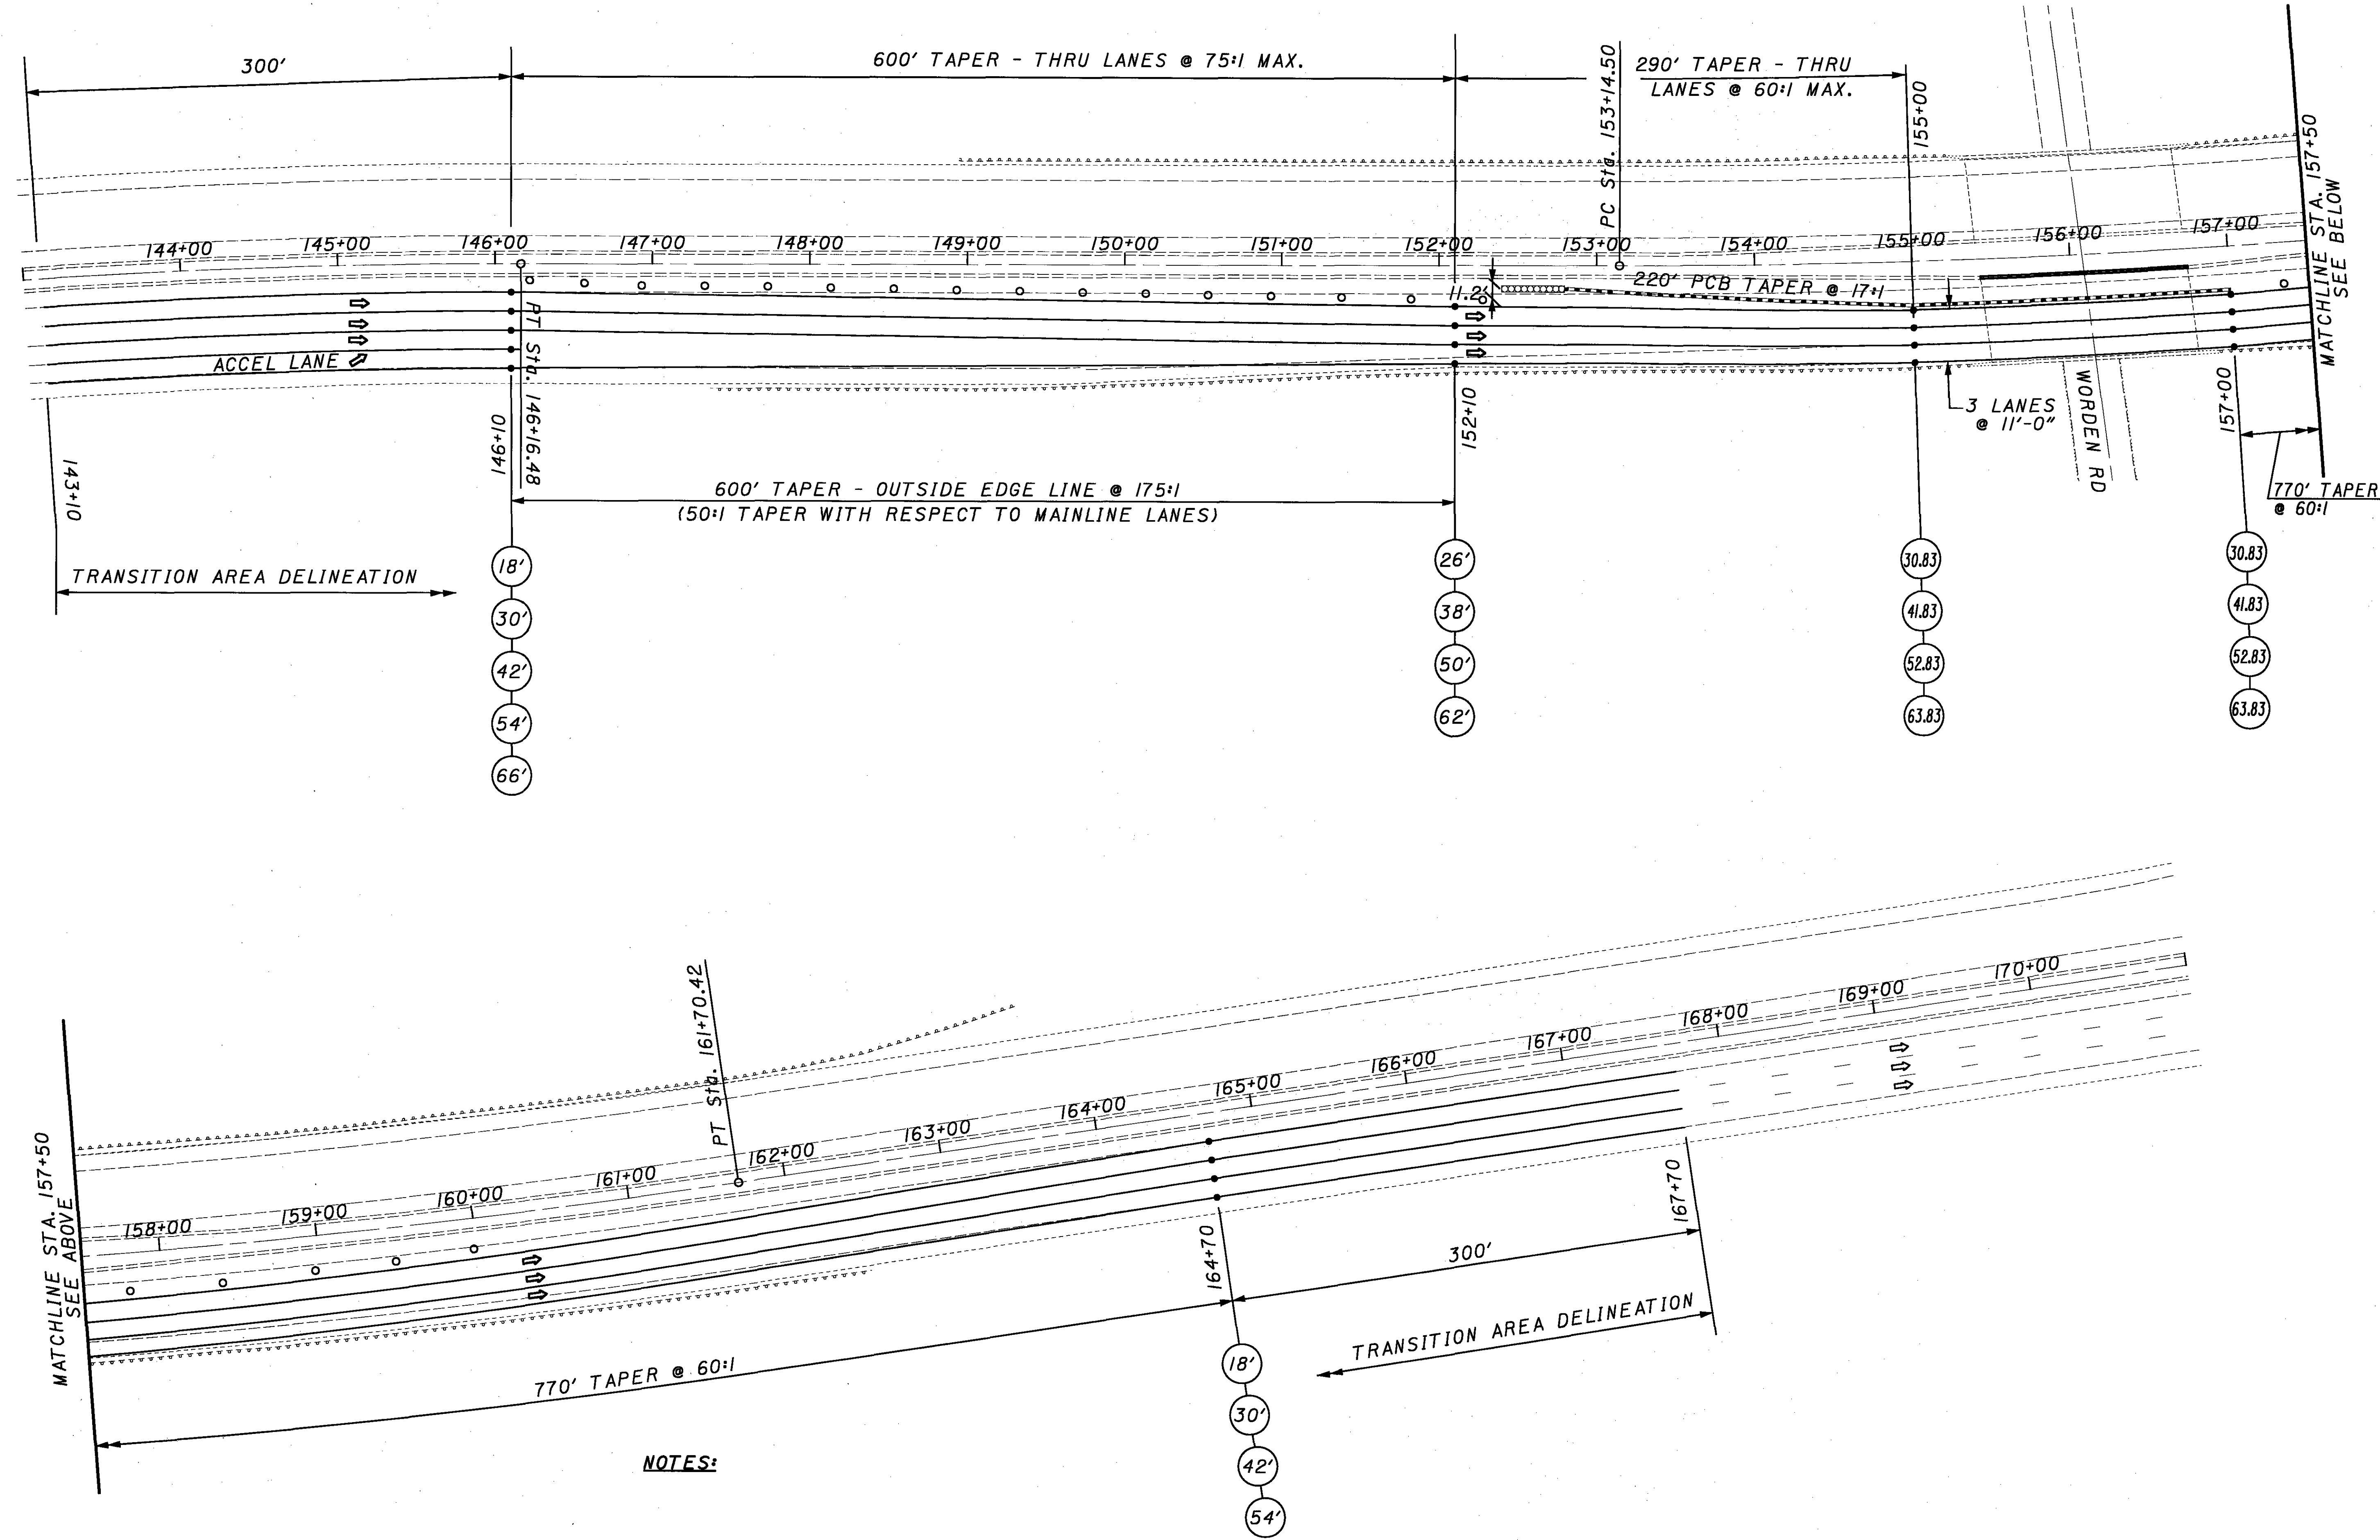 300'
600' TAPER - THRU LANES @ 75:1 MAX.
290' TAPER - THRU
LANES @ 60:1 MAX.
PC Sta. 153+14.50
155+00
MATCHLINE STA. 157+50
SEE BELOW
144+00
145+00
146+00
147+00
148+00
149+00
150+00
151+00
152+00
153+00
154+00
155+00
156+00
157+00
11.2'
220' PCB TAPER @ 17:1
ACCEL LANE
PT Sta. 146+16.48
143+10
146+10
152+10
3 LANES
@ 11'-0"
WORDEN RD
157+00
770' TAPER
@ 60:1
600' TAPER - OUTSIDE EDGE LINE @ 175:1
(50:1 TAPER WITH RESPECT TO MAINLINE LANES)
TRANSITION AREA DELINEATION
18'
30'
42'
54'
66'
26'
38'
50'
62'
30.83
41.83
52.83
63.83
30.83
41.83
52.83
63.83
MATCHLINE STA. 157+50
SEE ABOVE
PT Sta. 161+70.42
158+00
159+00
160+00
161+00
162+00
163+00
164+00
165+00
166+00
167+00
168+00
169+00
170+00
164+70
167+70
300'
TRANSITION AREA DELINEATION
770' TAPER @ 60:1
18'
30'
42'
54'
NOTES: